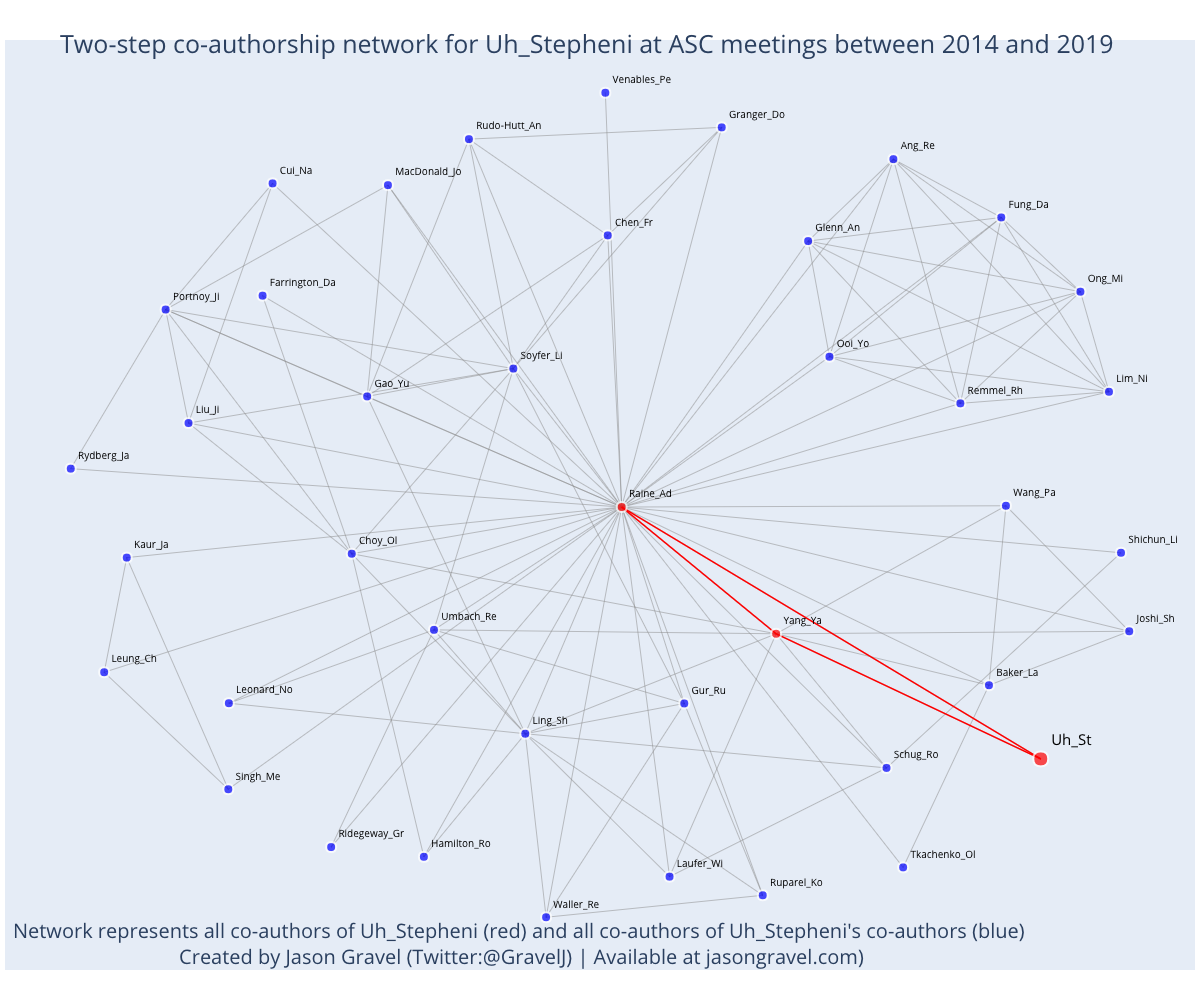 Two-step co-authorship network for Uh_Stepheni at ASC meetings between 2014 and 2019
Venables_Pe
Granger_Do
Rudo-Hutt_An
Ang_Re
Cui_Na
MacDonald_Jo
Fung_Da
Chen_Fr
Glenn_An
Ong_Mi
Farrington_Da
Portnoy_Ji
Ooi_Yo
Soyfer_Li
Lim_Ni
Gao_Yu
Remmel_Rh
Liu_Ji
Rydberg_Ja
Raine_Ad
Wang_Pa
Choy_Ol
Shichun_Li
Kaur_Ja
Umbach_Re
Yang_Ya
Joshi_Sh
Leung_Ch
Baker_La
Leonard_No
Gur_Ru
Ling_Sh
Uh_St
Schug_Ro
Singh_Me
Ridegeway_Gr
Hamilton_Ro
Tkachenko_Ol
Laufer_Wi
Ruparel_Ko
Waller_Re
Network represents all co-authors of Uh_Stepheni (red) and all co-authors of Uh_Stepheni's co-authors (blue)
Created by Jason Gravel (Twitter:@GravelJ) | Available at jasongravel.com)